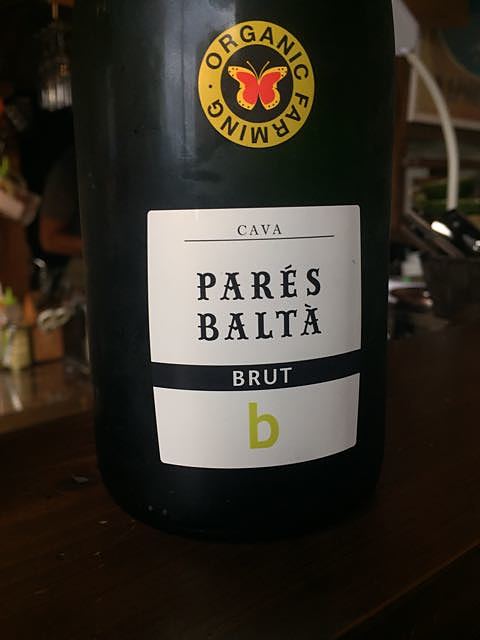 ORGANIC FARMING
CAVA
PARÉS
BALTÀ
BRUT
b